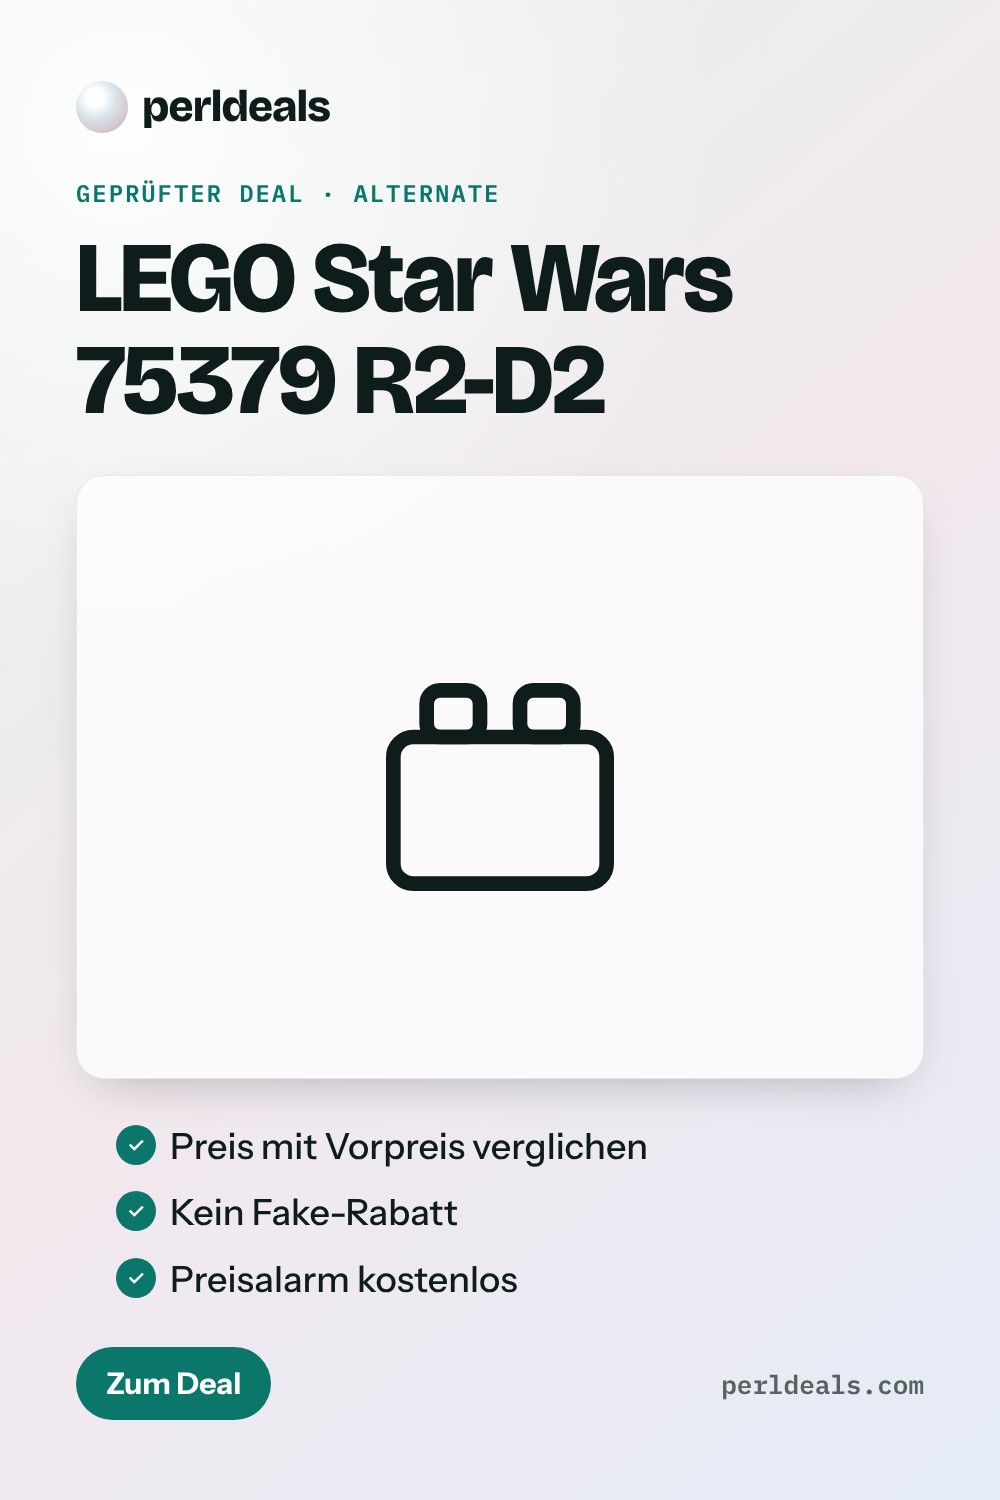 perldeals
GEPRÜFTER DEAL · ALTERNATE
LEGO Star Wars
75379 R2-D2
Preis mit Vorpreis verglichen
Kein Fake-Rabatt
Preisalarm kostenlos
Zum Deal
perldeals.com